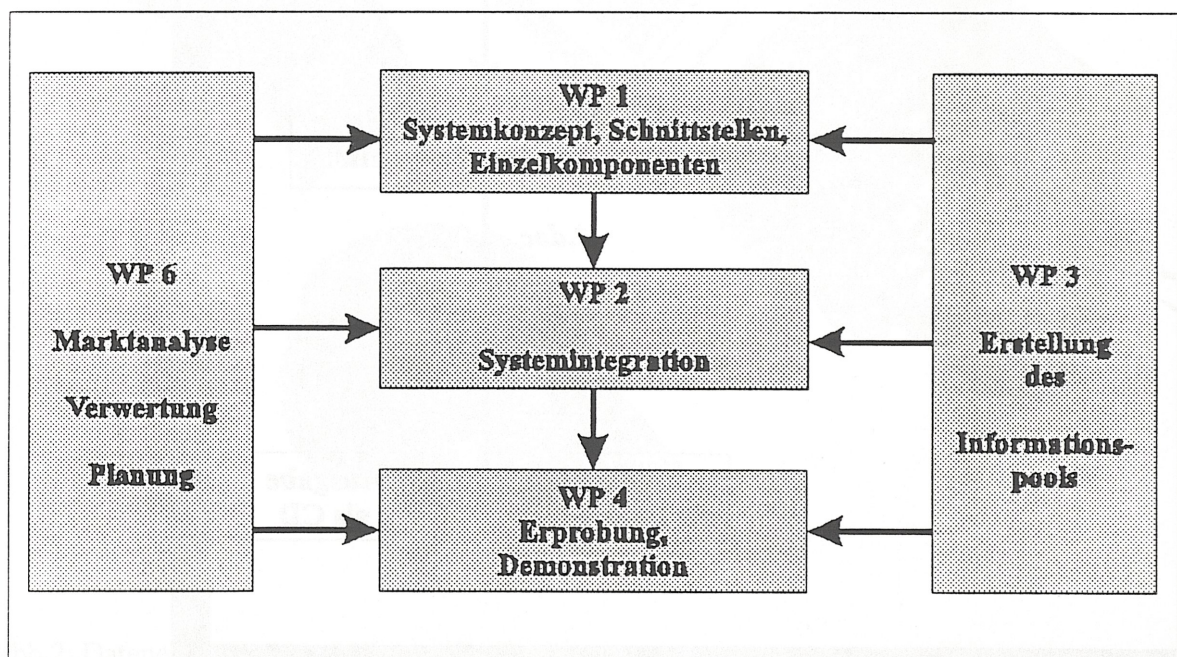 WP 6
Marktanalyse
Verwertung
Planung
WP 1
Systemkonzept, Schnittstellen,
Einzelkomponenten
WP 2
Systemintegration
WP 4
Erprobung,
Demonstration
WP 3
Erstellung
des
Informations-
pools